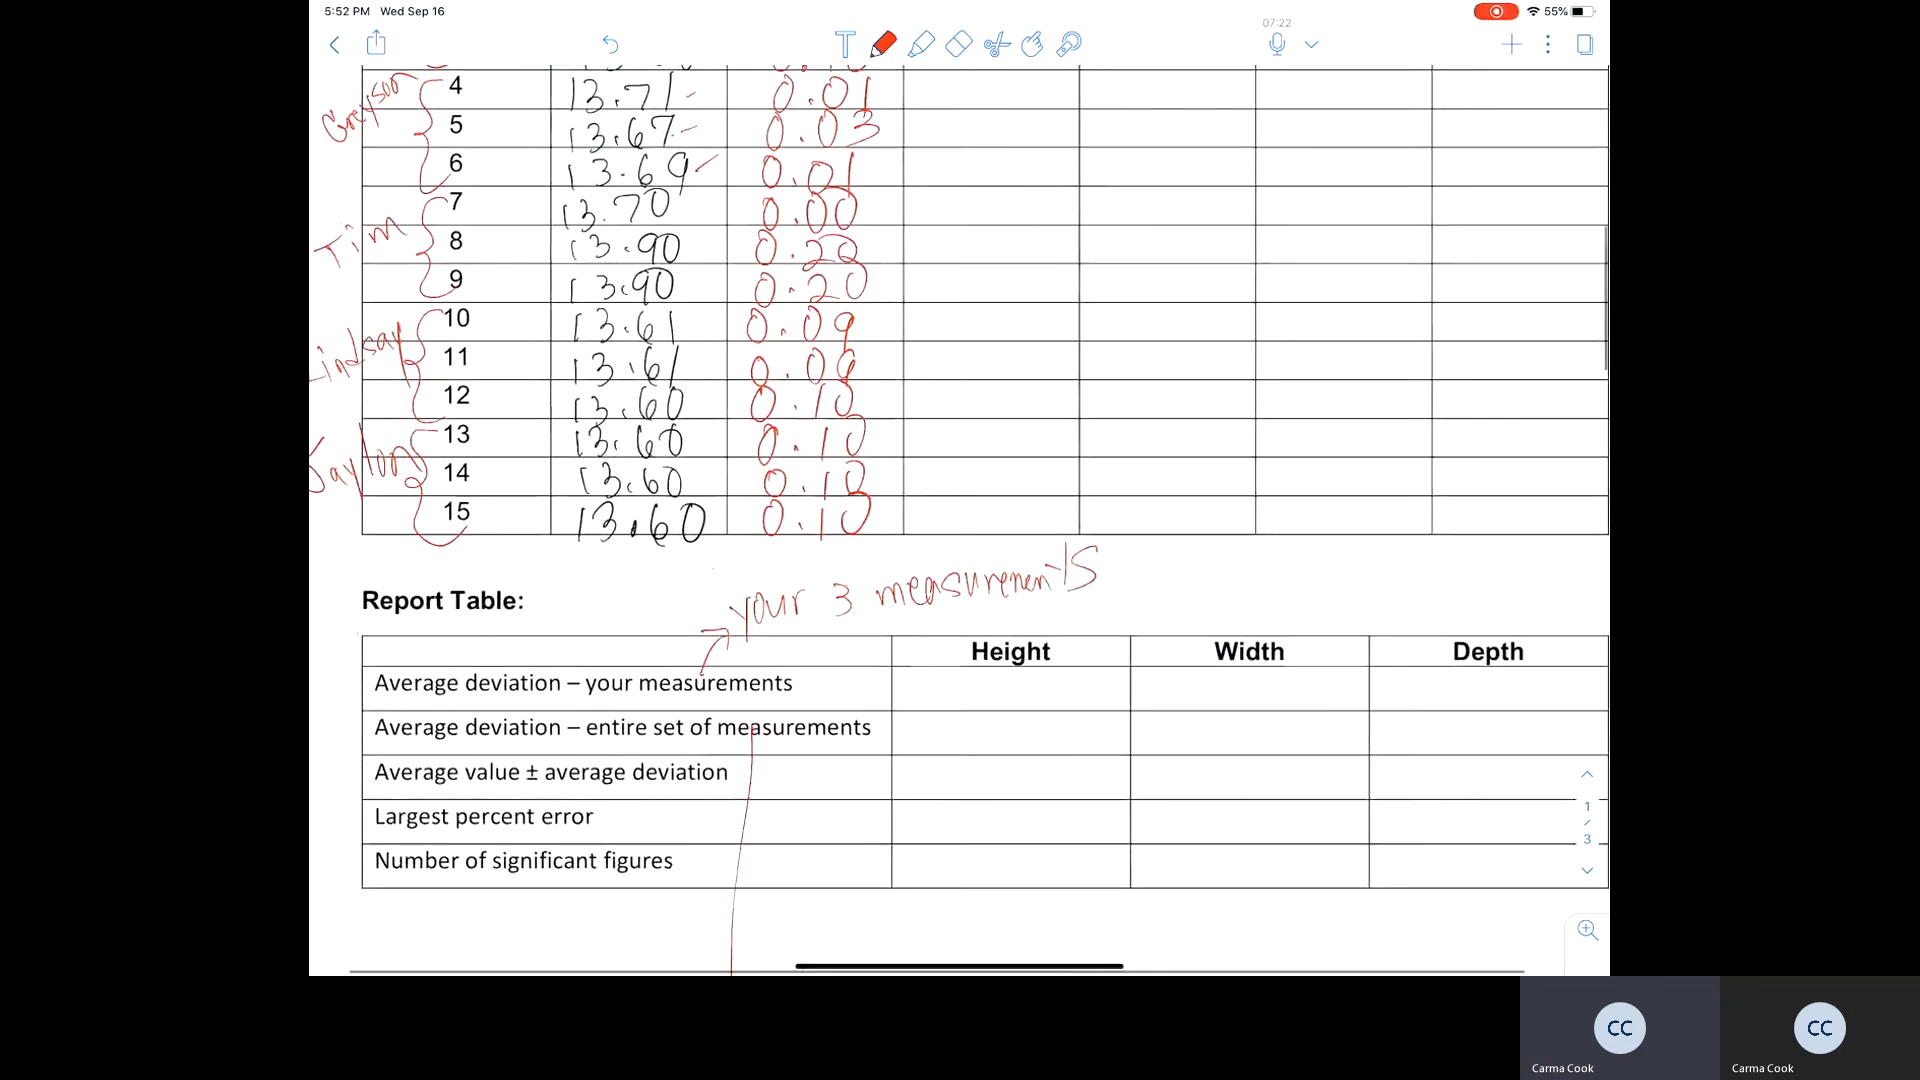 5:52 PM Wed Sep 16
55%
07:22
T
Greyson
4 13.71 0.01
5 13.67 0.03
6 13.69 0.01
Tim
7 13.70 0.00
8 13.90 0.20
9 13.90 0.20
Lindsay
10 13.61 0.09
11 13.61 0.09
12 13.60 0.10
Jaylon
13 13.60 0.10
14 13.60 0.10
15 13.60 0.10
your 3 measurements
Report Table:
Height Width Depth
Average deviation – your measurements
Average deviation – entire set of measurements
Average value ± average deviation
Largest percent error
Number of significant figures
1
/
3
CC CC
Carma Cook Carma Cook